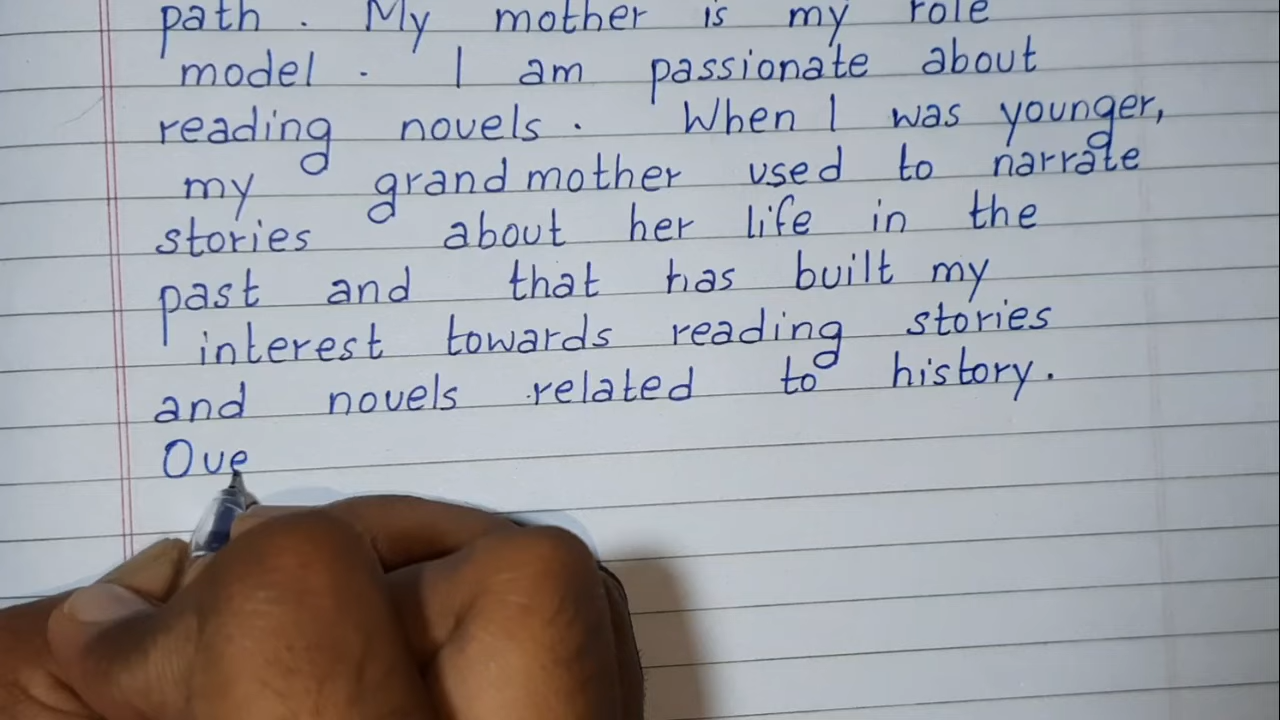 path. My mother is my role
model. I am passionate about
reading novels. When I was younger,
my grandmother used to narrate
stories about her life in the
past and that has built my
interest towards reading stories
and novels related to history.
Ove